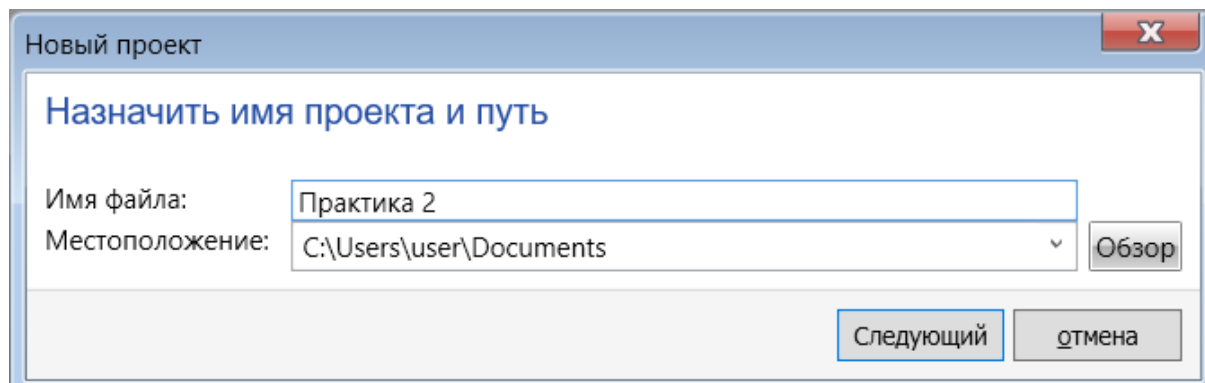 Новый проект
Назначить имя проекта и путь
Имя файла: Практика 2
Местоположение: C:\Users\user\Documents Обзор
Следующий отмена